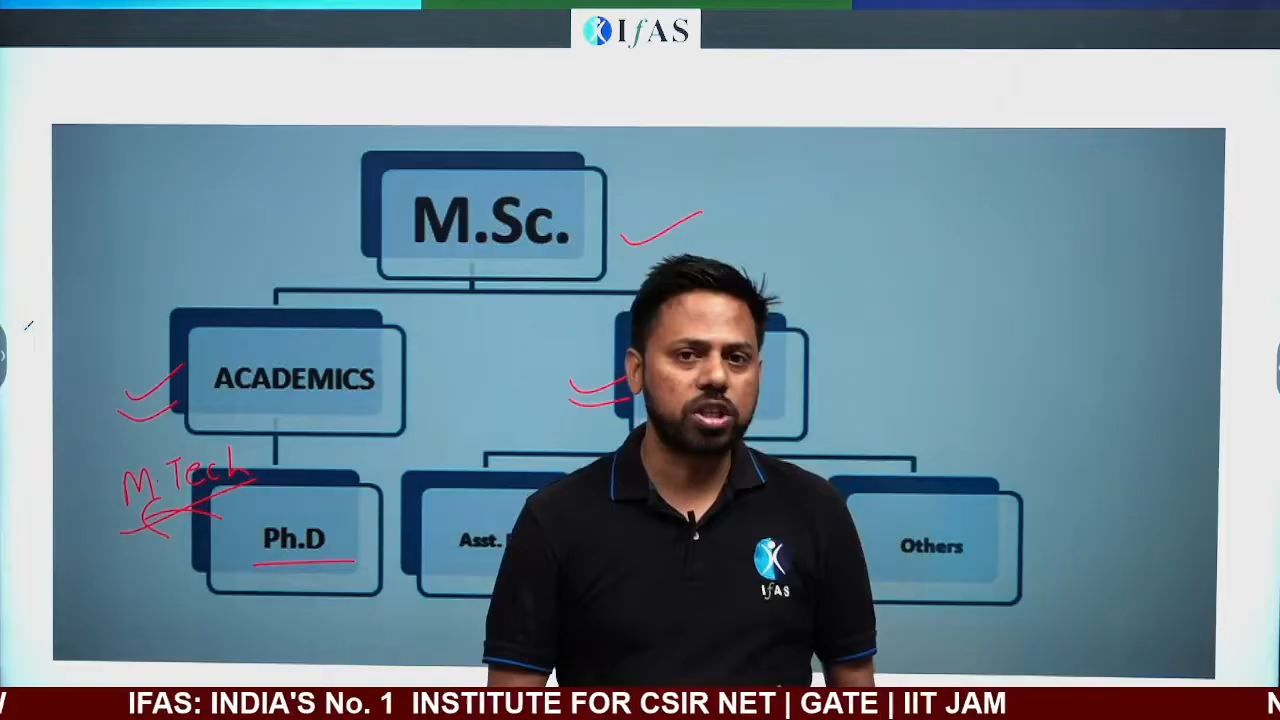 IfAS
M.Sc.
ACADEMICS
M.Tech
Ph.D
Asst.
Others
IfAS
IFAS: INDIA'S No. 1 INSTITUTE FOR CSIR NET | GATE | IIT JAM